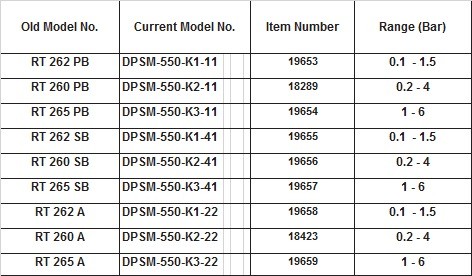 Old Model No. Current Model No. Item Number Range (Bar)
RT 262 PB DPSM-550-K1-11 19653 0.1 - 1.5
RT 260 PB DPSM-550-K2-11 18289 0.2 - 4
RT 265 PB DPSM-550-K3-11 19654 1 - 6
RT 262 SB DPSM-550-K1-41 19655 0.1 - 1.5
RT 260 SB DPSM-550-K2-41 19656 0.2 - 4
RT 265 SB DPSM-550-K3-41 19657 1 - 6
RT 262 A DPSM-550-K1-22 19658 0.1 - 1.5
RT 260 A DPSM-550-K2-22 18423 0.2 - 4
RT 265 A DPSM-550-K3-22 19659 1 - 6